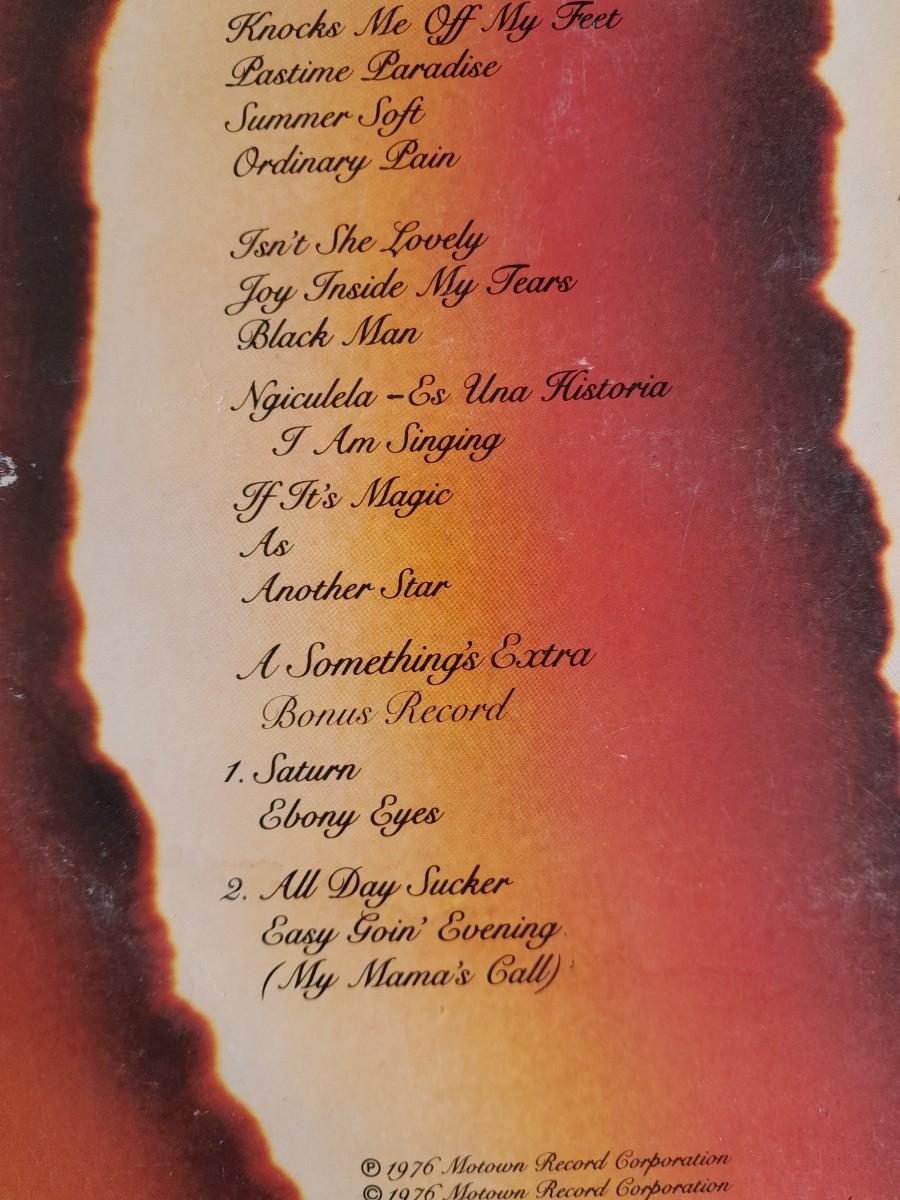 Knocks Me Off My Feet
Pastime Paradise
Summer Soft
Ordinary Pain
Isn't She Lovely
Joy Inside My Tears
Black Man
Ngiculela -Es Una Historia
I Am Singing
If It's Magic
As
Another Star
A Something's Extra
Bonus Record
1. Saturn
Ebony Eyes
2. All Day Sucker
Easy Goin' Evening
(My Mama's Call)
℗ 1976 Motown Record Corporation
© 1976 Motown Record Corporation